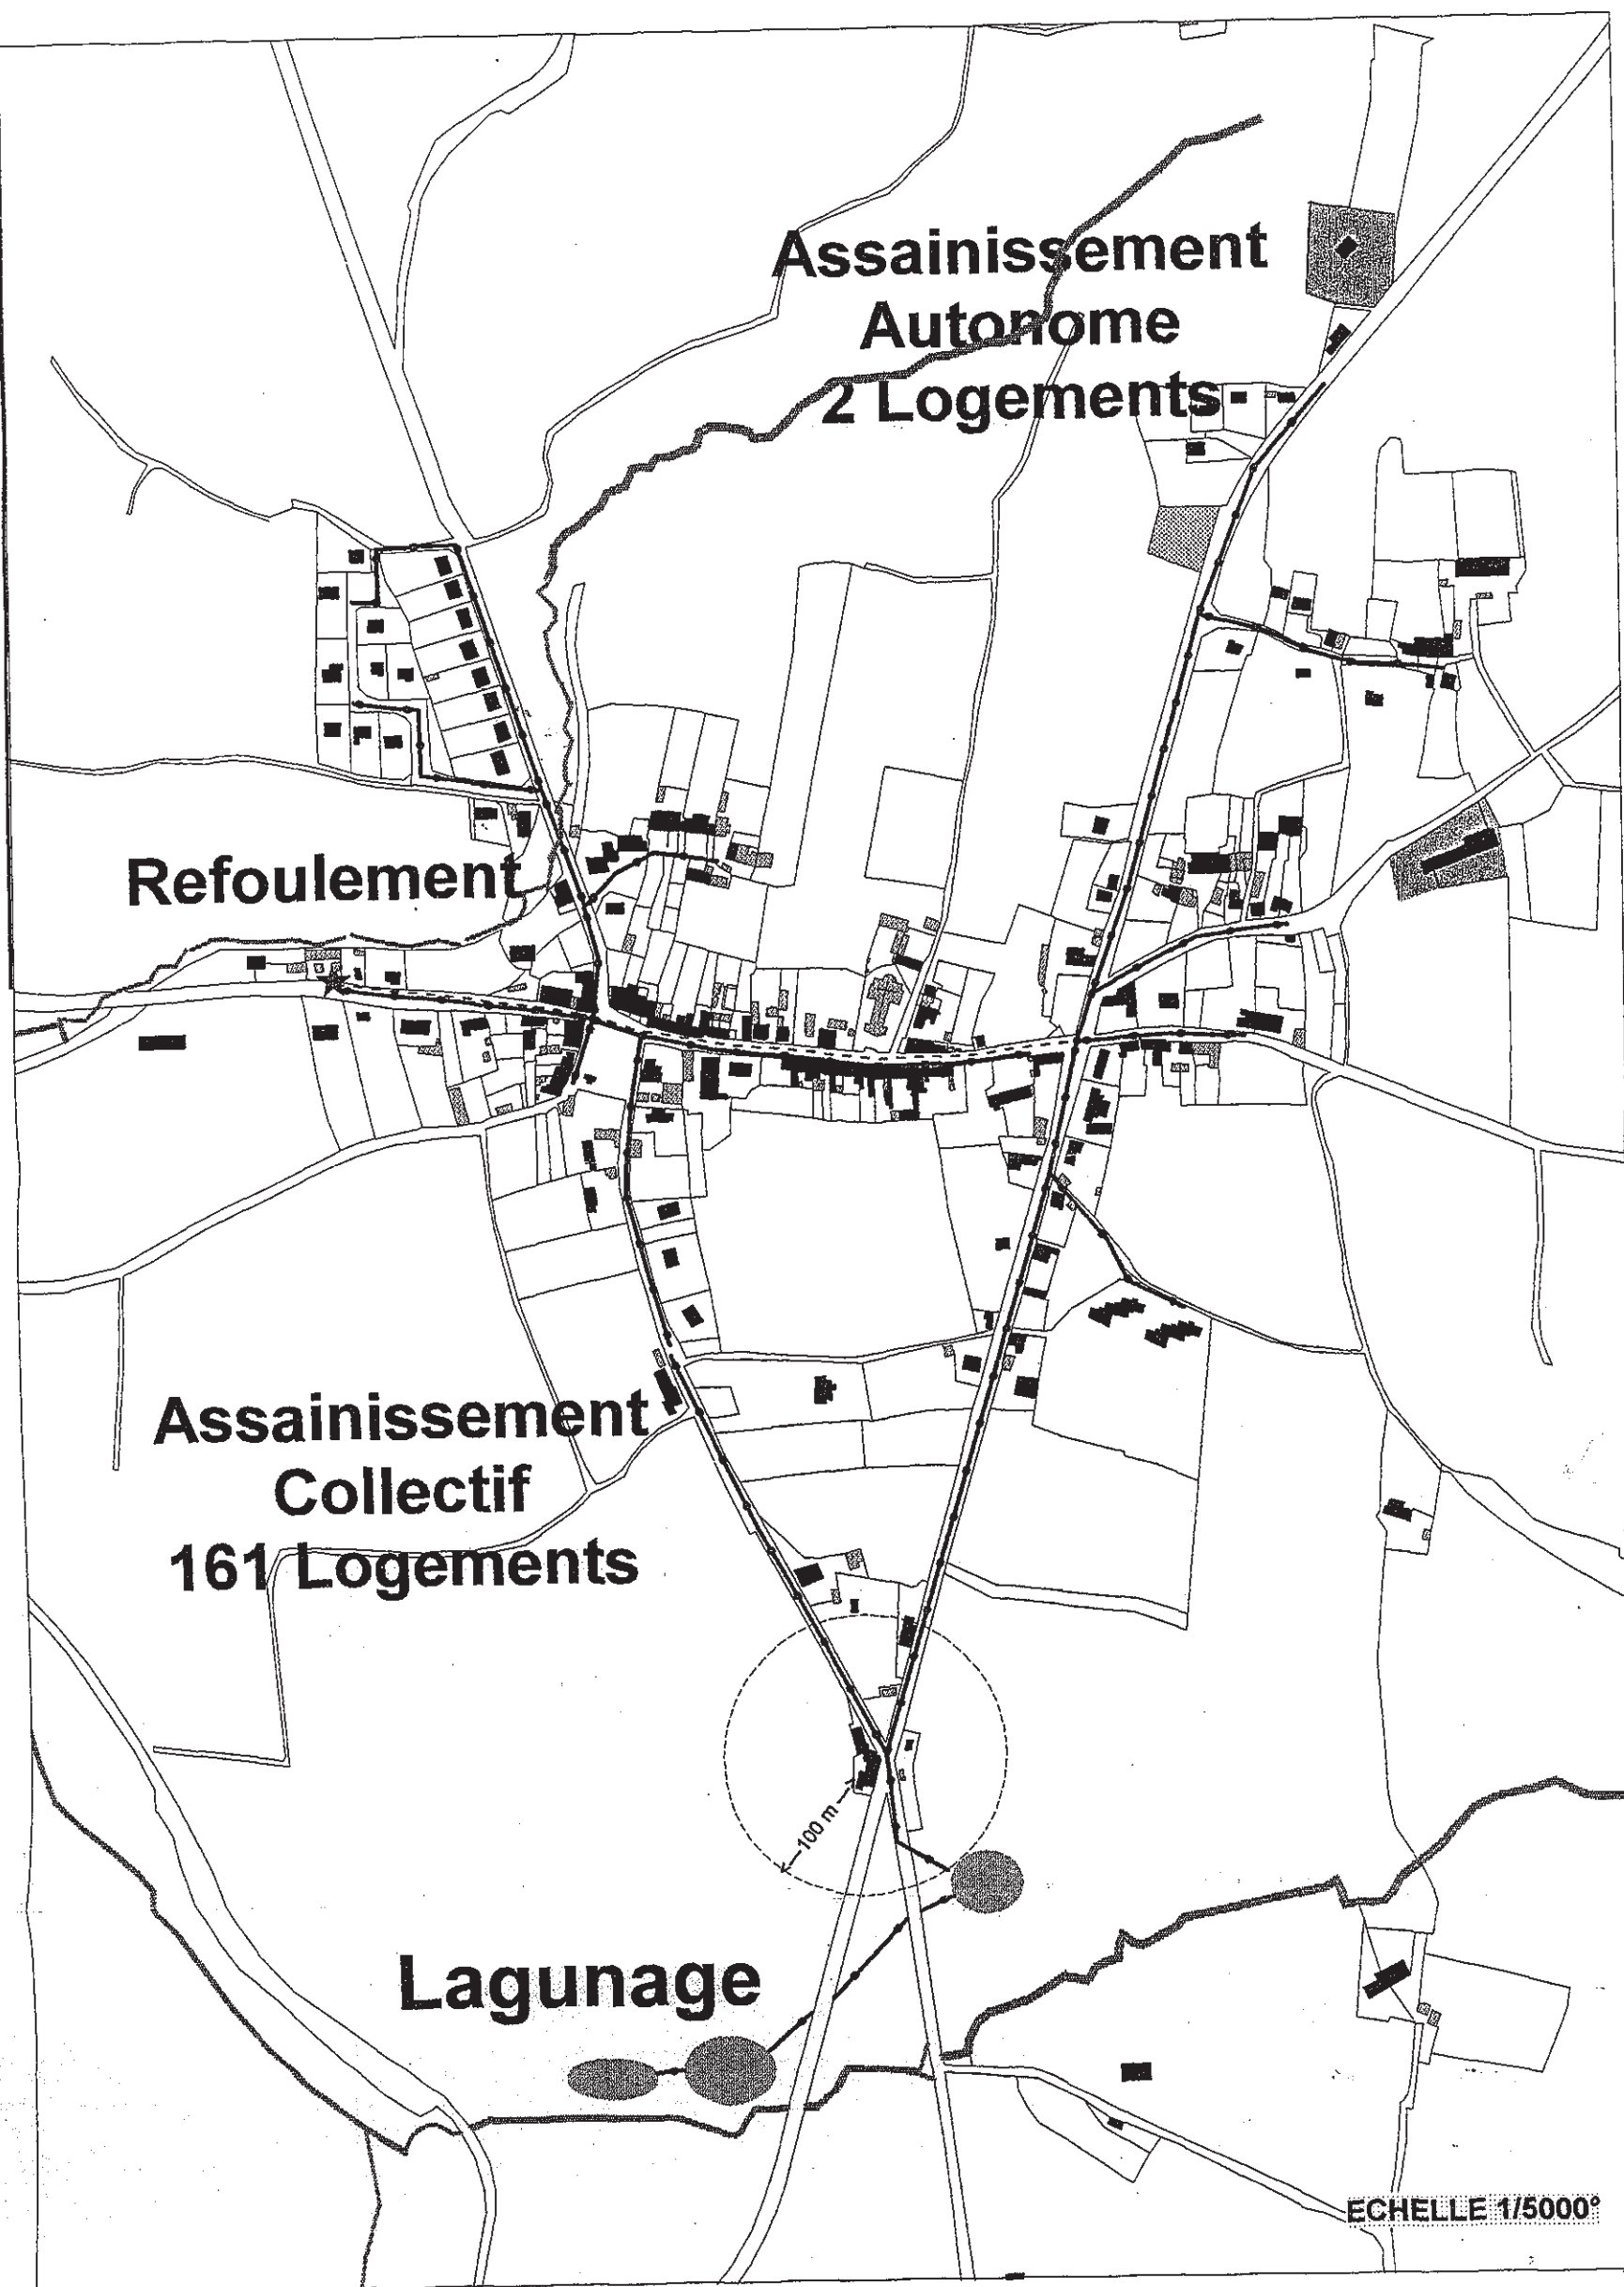 Assainissement
Autonome
2 Logements
Refoulement
Assainissement
Collectif
161 Logements
100 m
Lagunage
ECHELLE 1/5000°